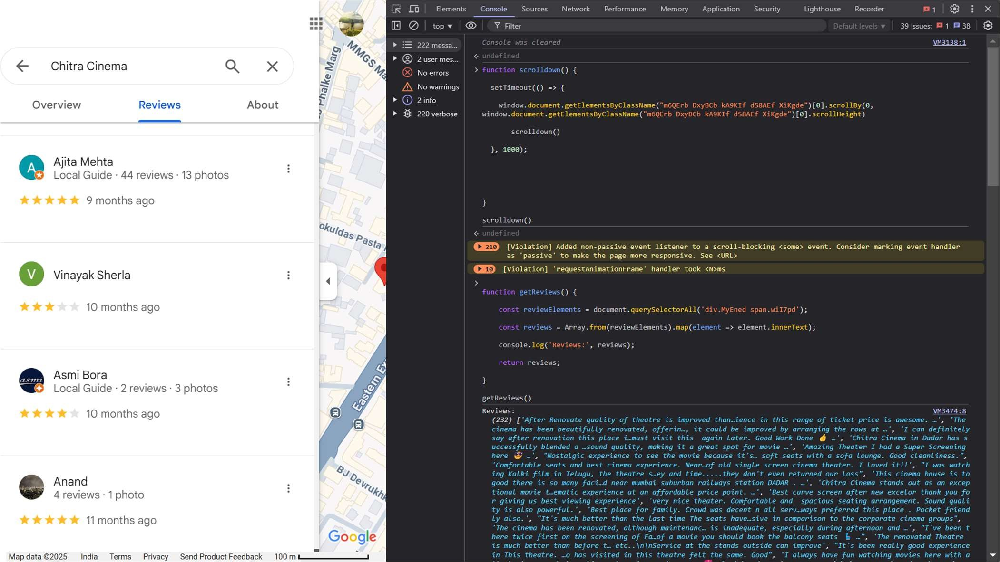 Chitra Cinema
Overview
Reviews
About
Ajita Mehta
Local Guide · 44 reviews · 13 photos
9 months ago
V
Vinayak Sherla
10 months ago
asmi
Asmi Bora
Local Guide · 2 reviews · 3 photos
10 months ago
Anand
4 reviews · 1 photo
11 months ago
Phalke Marg
MMGS Ma
okuldas Pasta
Eastern Ex
BJ Devrukhk
Google
Map data ©2025 India Terms Privacy Send Product Feedback 100 m
Elements Console Sources Network Performance Memory Application Security Lighthouse Recorder 1
top Filter Default levels 39 Issues: 1 38
222 messa...
2 user mes...
No errors
No warnings
2 info
220 verbose
Console was cleared VM3138:1
undefined
function scrolldown() {
setTimeout(() => {
window.document.getElementsByClassName("m6QErb DxyBCb kA9KIf dS8AEf XiKgde")[0].scrollBy(0,
window.document.getElementsByClassName("m6QErb DxyBCb kA9KIf dS8AEf XiKgde")[0].scrollHeight)
scrolldown()
}, 1000);
}
scrolldown()
undefined
210 [Violation] Added non-passive event listener to a scroll-blocking <some> event. Consider marking event handler
as 'passive' to make the page more responsive. See <URL>
10 [Violation] 'requestAnimationFrame' handler took <N>ms
function getReviews() {
const reviewElements = document.querySelectorAll('div.MyEned span.wiI7pd');
const reviews = Array.from(reviewElements).map(element => element.innerText);
console.log('Reviews:', reviews);
return reviews;
}
getReviews()
Reviews: VM3474:8
(232) ['After Renovate quality of theatre is improved than…ience in this range of ticket price is awesome. …', 'The
cinema has been beautifully renovated, offerin…, it could be improved by arranging the rows at …', 'I can definitely
say after renovation this place i…must visit this  again later. Good Work Done 👍 …', 'Chitra Cinema in Dadar has s
uccessfully blended a …sound quality, making it a great spot for movie …', 'Amazing Theater I had a Super Screening
here 🤩 …', "Nostalgic experience to see the movie because it's… soft seats with a sofa lounge. Good cleanliness.",
'Comfortable seats and best cinema experience. Near…of old single screen cinema theater. I loved it!!', "I was watch
ing Kalki film in Telugu, the theatre s…ey and time.....they don't even returned our loss", 'This cinema house is to
good there is so many faci…d near mumbai suburban railways station DADAR . …', 'Chitra Cinema stands out as an excep
tional movie t…ematic experience at an affordable price point. …', 'Best curve screen after new excelor thank you fo
r giving us best viewing experience', 'very nice theater. Comfortable and  spacious seating arrangement. Sound quali
ty is also powerful.', 'Best place for family. Crowd was decent n all serv…ways preferred this place . Pocket friend
ly also.', "It's much better than the last time The seats have…sive in comparison to the corporate cinema groups",
'The cinema has been renovated, although maintenanc… is inadequate, especially during afternoon and …', "I've been t
here twice first on the screening of Fa…of a movie you should book the balcony seats 💺 …", 'The renovated Theatre
is much better than before t… etc..\n\nService at the stands outside can improve', "It's been really good experience
in This theatre. …o has visited in this theatre felt the same. Good", 'I always have fun watching movies here with a